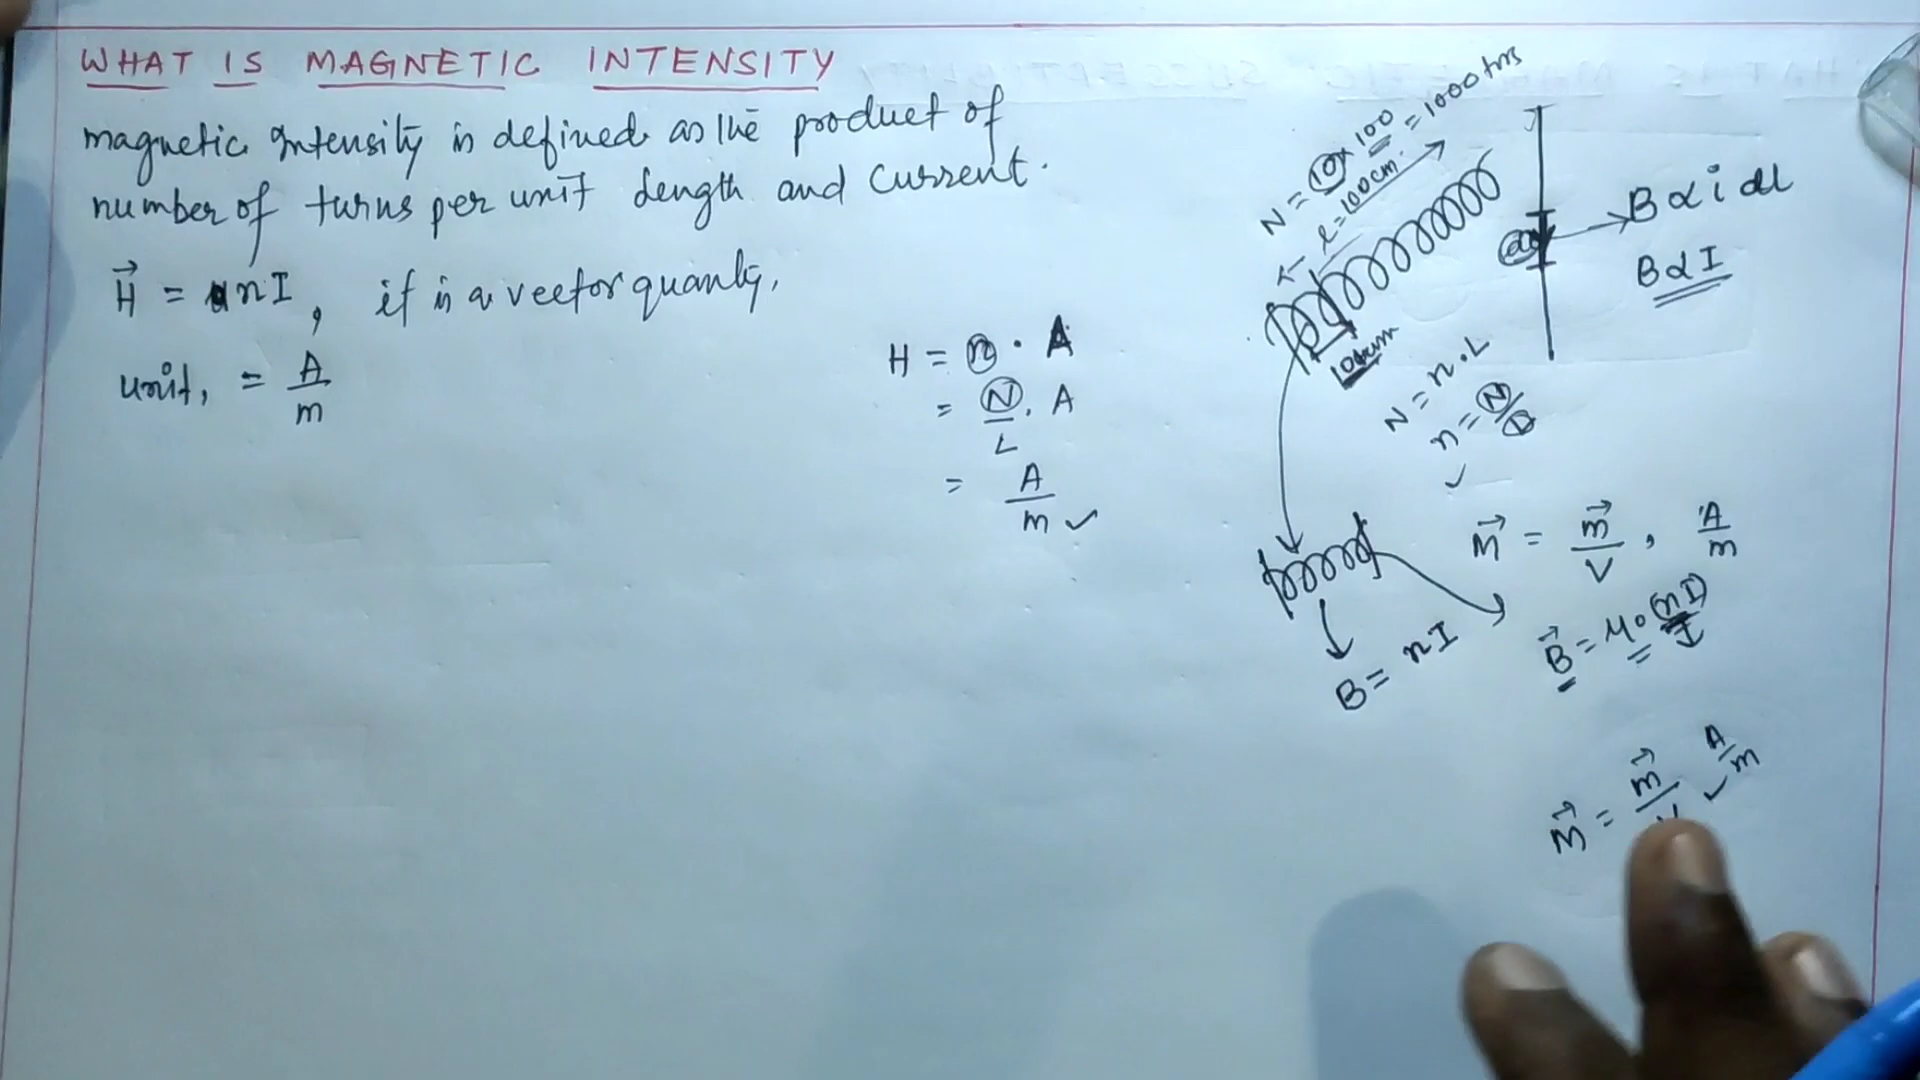 WHAT IS MAGNETIC INTENSITY
magnetic Intensity is defined as the product of
number of turns per unit length and current.
H⃗ = nI, it is a vector quantity,
unit, = A/m
H = n · A
= N/L · A
= A/m ✓
N = 10 × 100 = 1000 trns
l = 100cm
B ∝ i dl
B ∝ I
N = n · L
n = N/L
✓
B = nI
M⃗ = m⃗/V, A/m
B⃗ = μ₀(nI)
I
M⃗ = m⃗/V A/m ✓